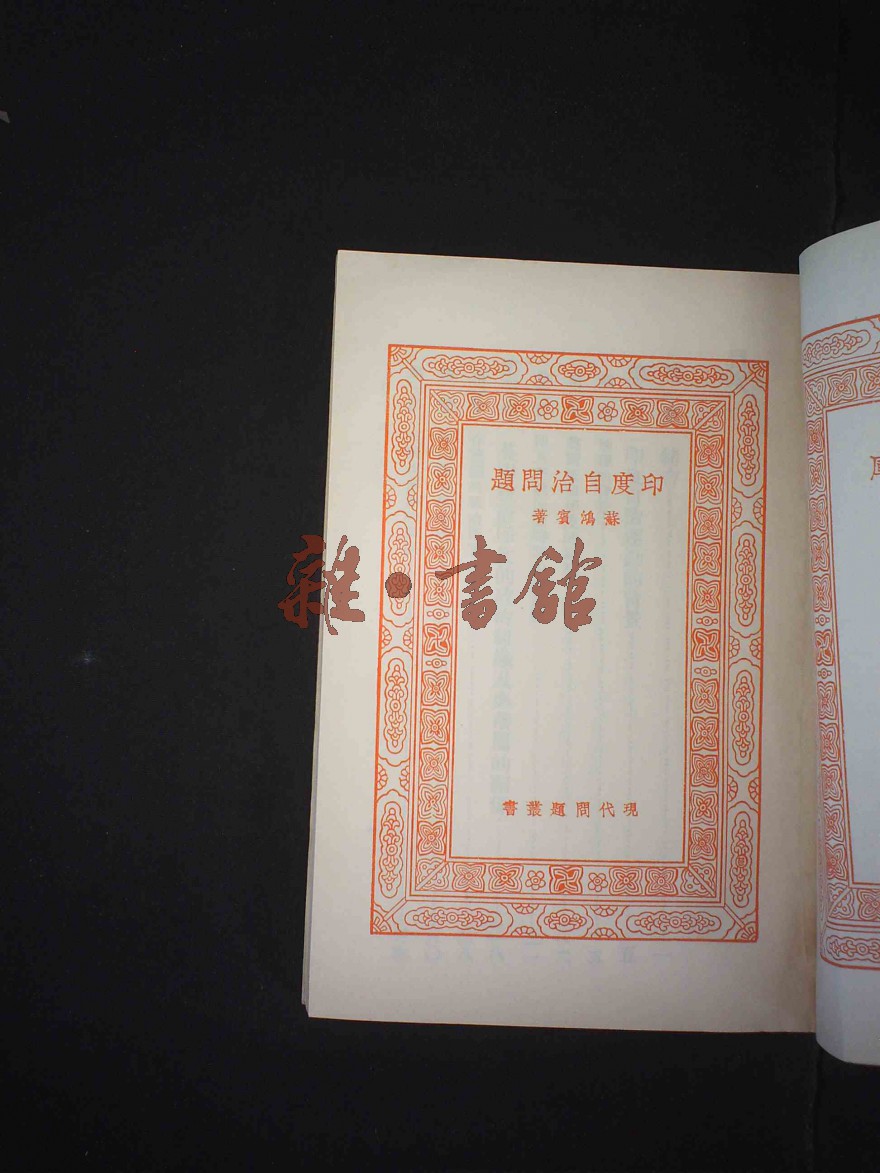 印度自治問題
蘇鴻賓著
雜·書館
現代問題叢書